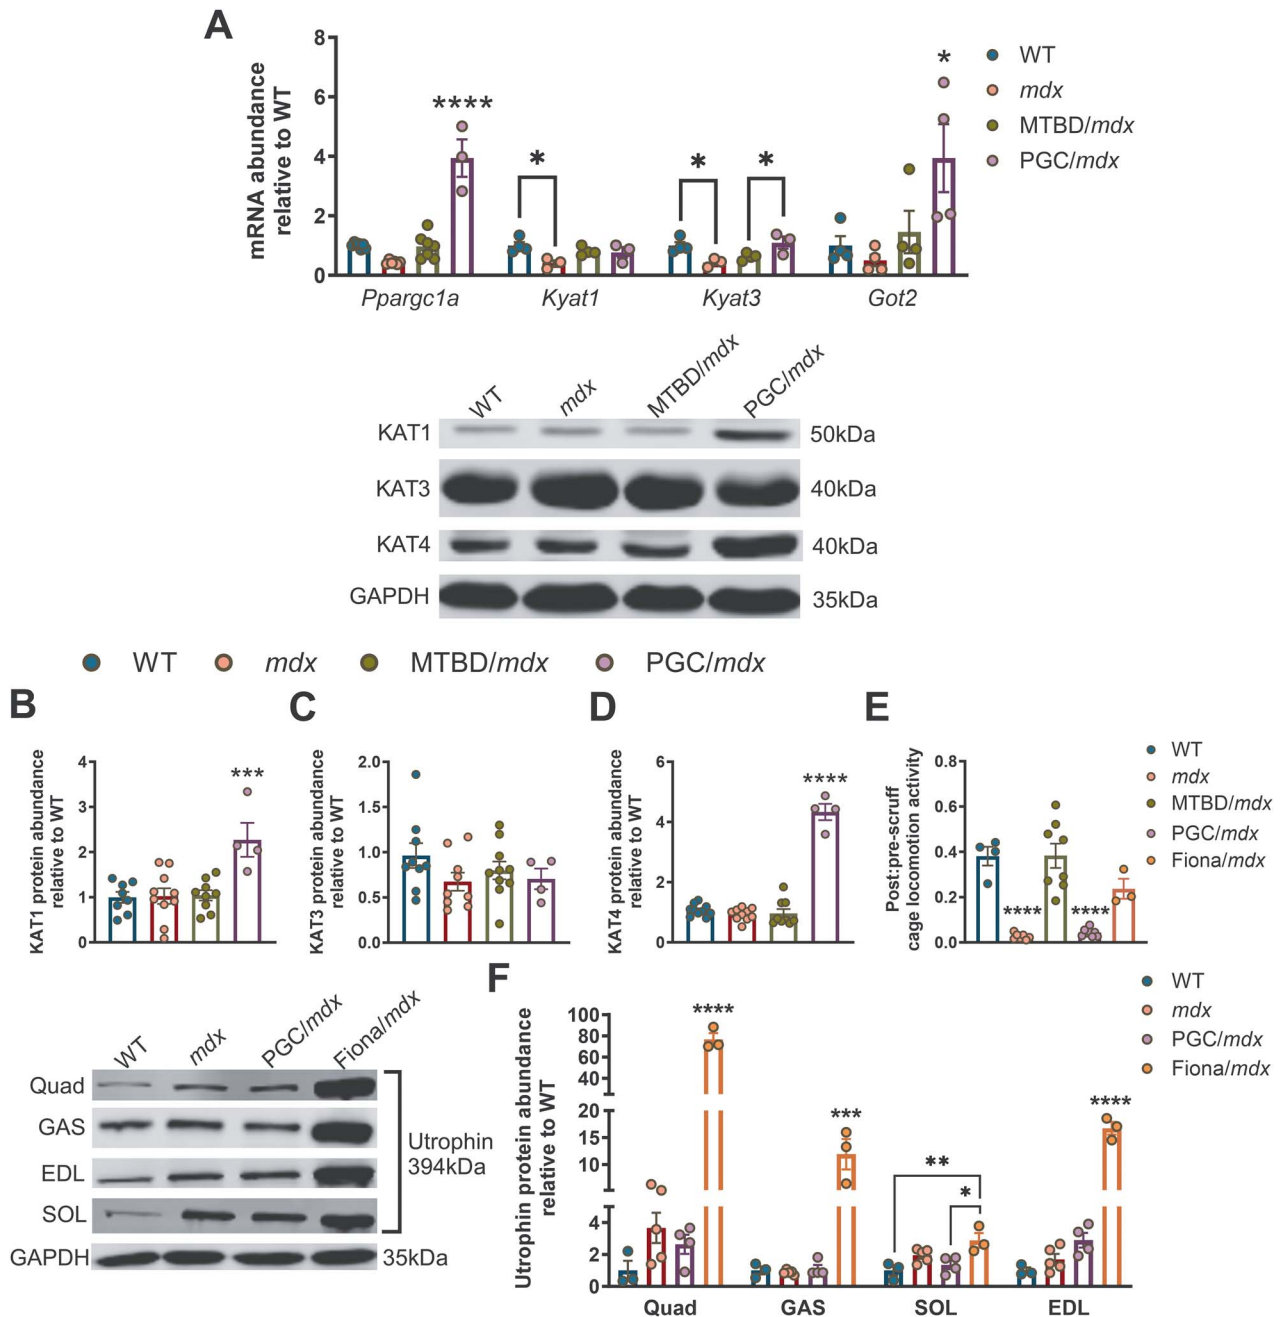 A
mRNA abundance
relative to WT
8
6
4
2
0
****
*
*
*
*
Ppargc1a
Kyat1
Kyat3
Got2
WT
mdx
MTBD/mdx
PGC/mdx
WT
mdx
MTBD/mdx
PGC/mdx
KAT1
50kDa
KAT3
40kDa
KAT4
40kDa
GAPDH
35kDa
WT
mdx
MTBD/mdx
PGC/mdx
B
KAT1 protein abundance
relative to WT
4
3
2
1
0
***
C
KAT3 protein abundance
relative to WT
2.0
1.5
1.0
0.5
0.0
D
KAT4 protein abundance
relative to WT
6
4
2
0
****
E
Post:pre-scruff
cage locomotion activity
0.8
0.6
0.4
0.2
0.0
****
****
WT
mdx
MTBD/mdx
PGC/mdx
Fiona/mdx
WT
mdx
PGC/mdx
Fiona/mdx
Quad
GAS
EDL
SOL
GAPDH
Utrophin
394kDa
35kDa
F
Utrophin protein abundance
relative to WT
100
80
60
40
20
15
10
4
2
0
****
***
**
*
****
Quad
GAS
SOL
EDL
WT
mdx
PGC/mdx
Fiona/mdx